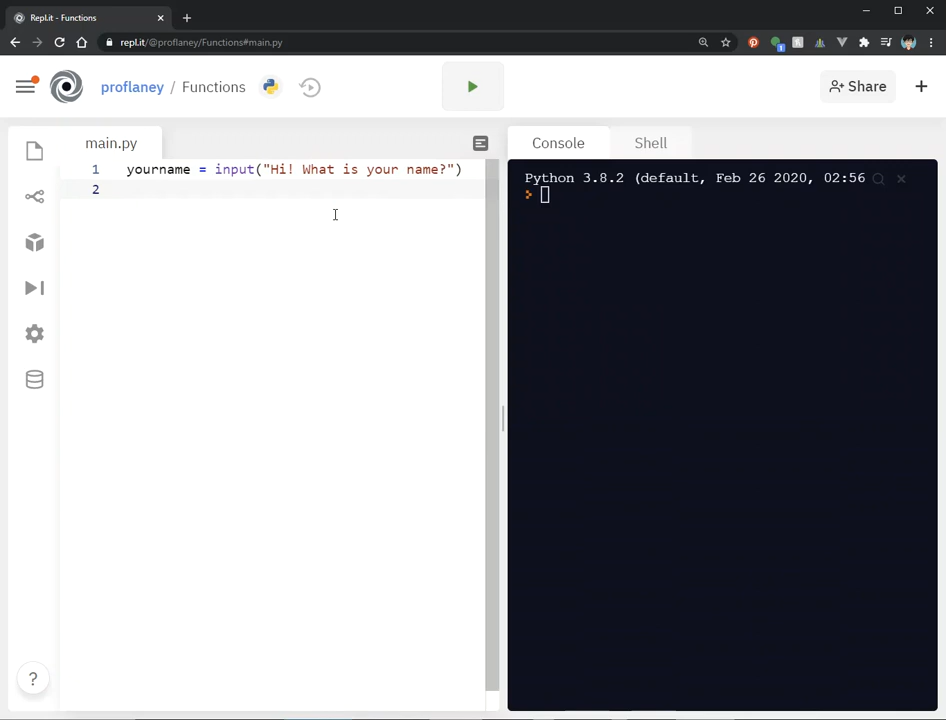 Repl.it - Functions
repl.it/@proflaney/Functions#main.py
proflaney / Functions
Share
main.py
Console
Shell
1 yourname = input("Hi! What is your name?")
2
Python 3.8.2 (default, Feb 26 2020, 02:56
?